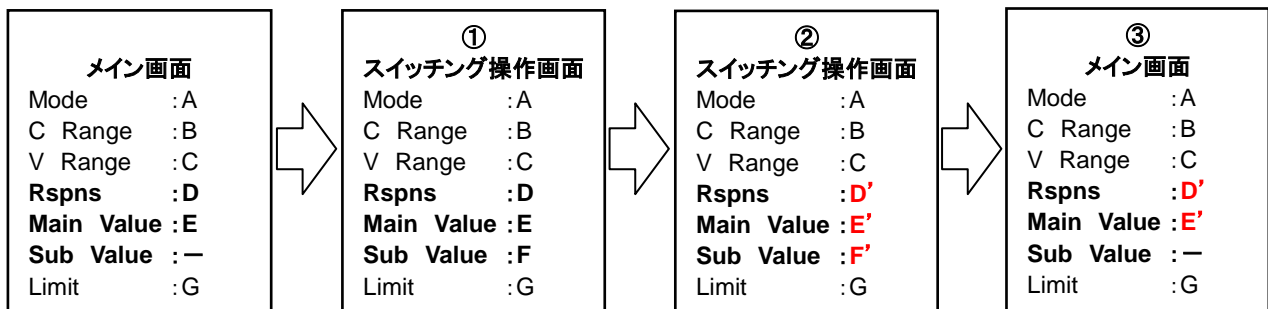 メイン画面
Mode :A
C Range :B
V Range :C
Rspns :D
Main Value :E
Sub Value :－
Limit :G
①
スイッチング操作画面
Mode :A
C Range :B
V Range :C
Rspns :D
Main Value :E
Sub Value :F
Limit :G
②
スイッチング操作画面
Mode :A
C Range :B
V Range :C
Rspns :D’
Main Value :E’
Sub Value :F’
Limit :G
③
メイン画面
Mode :A
C Range :B
V Range :C
Rspns :D’
Main Value :E’
Sub Value :－
Limit :G